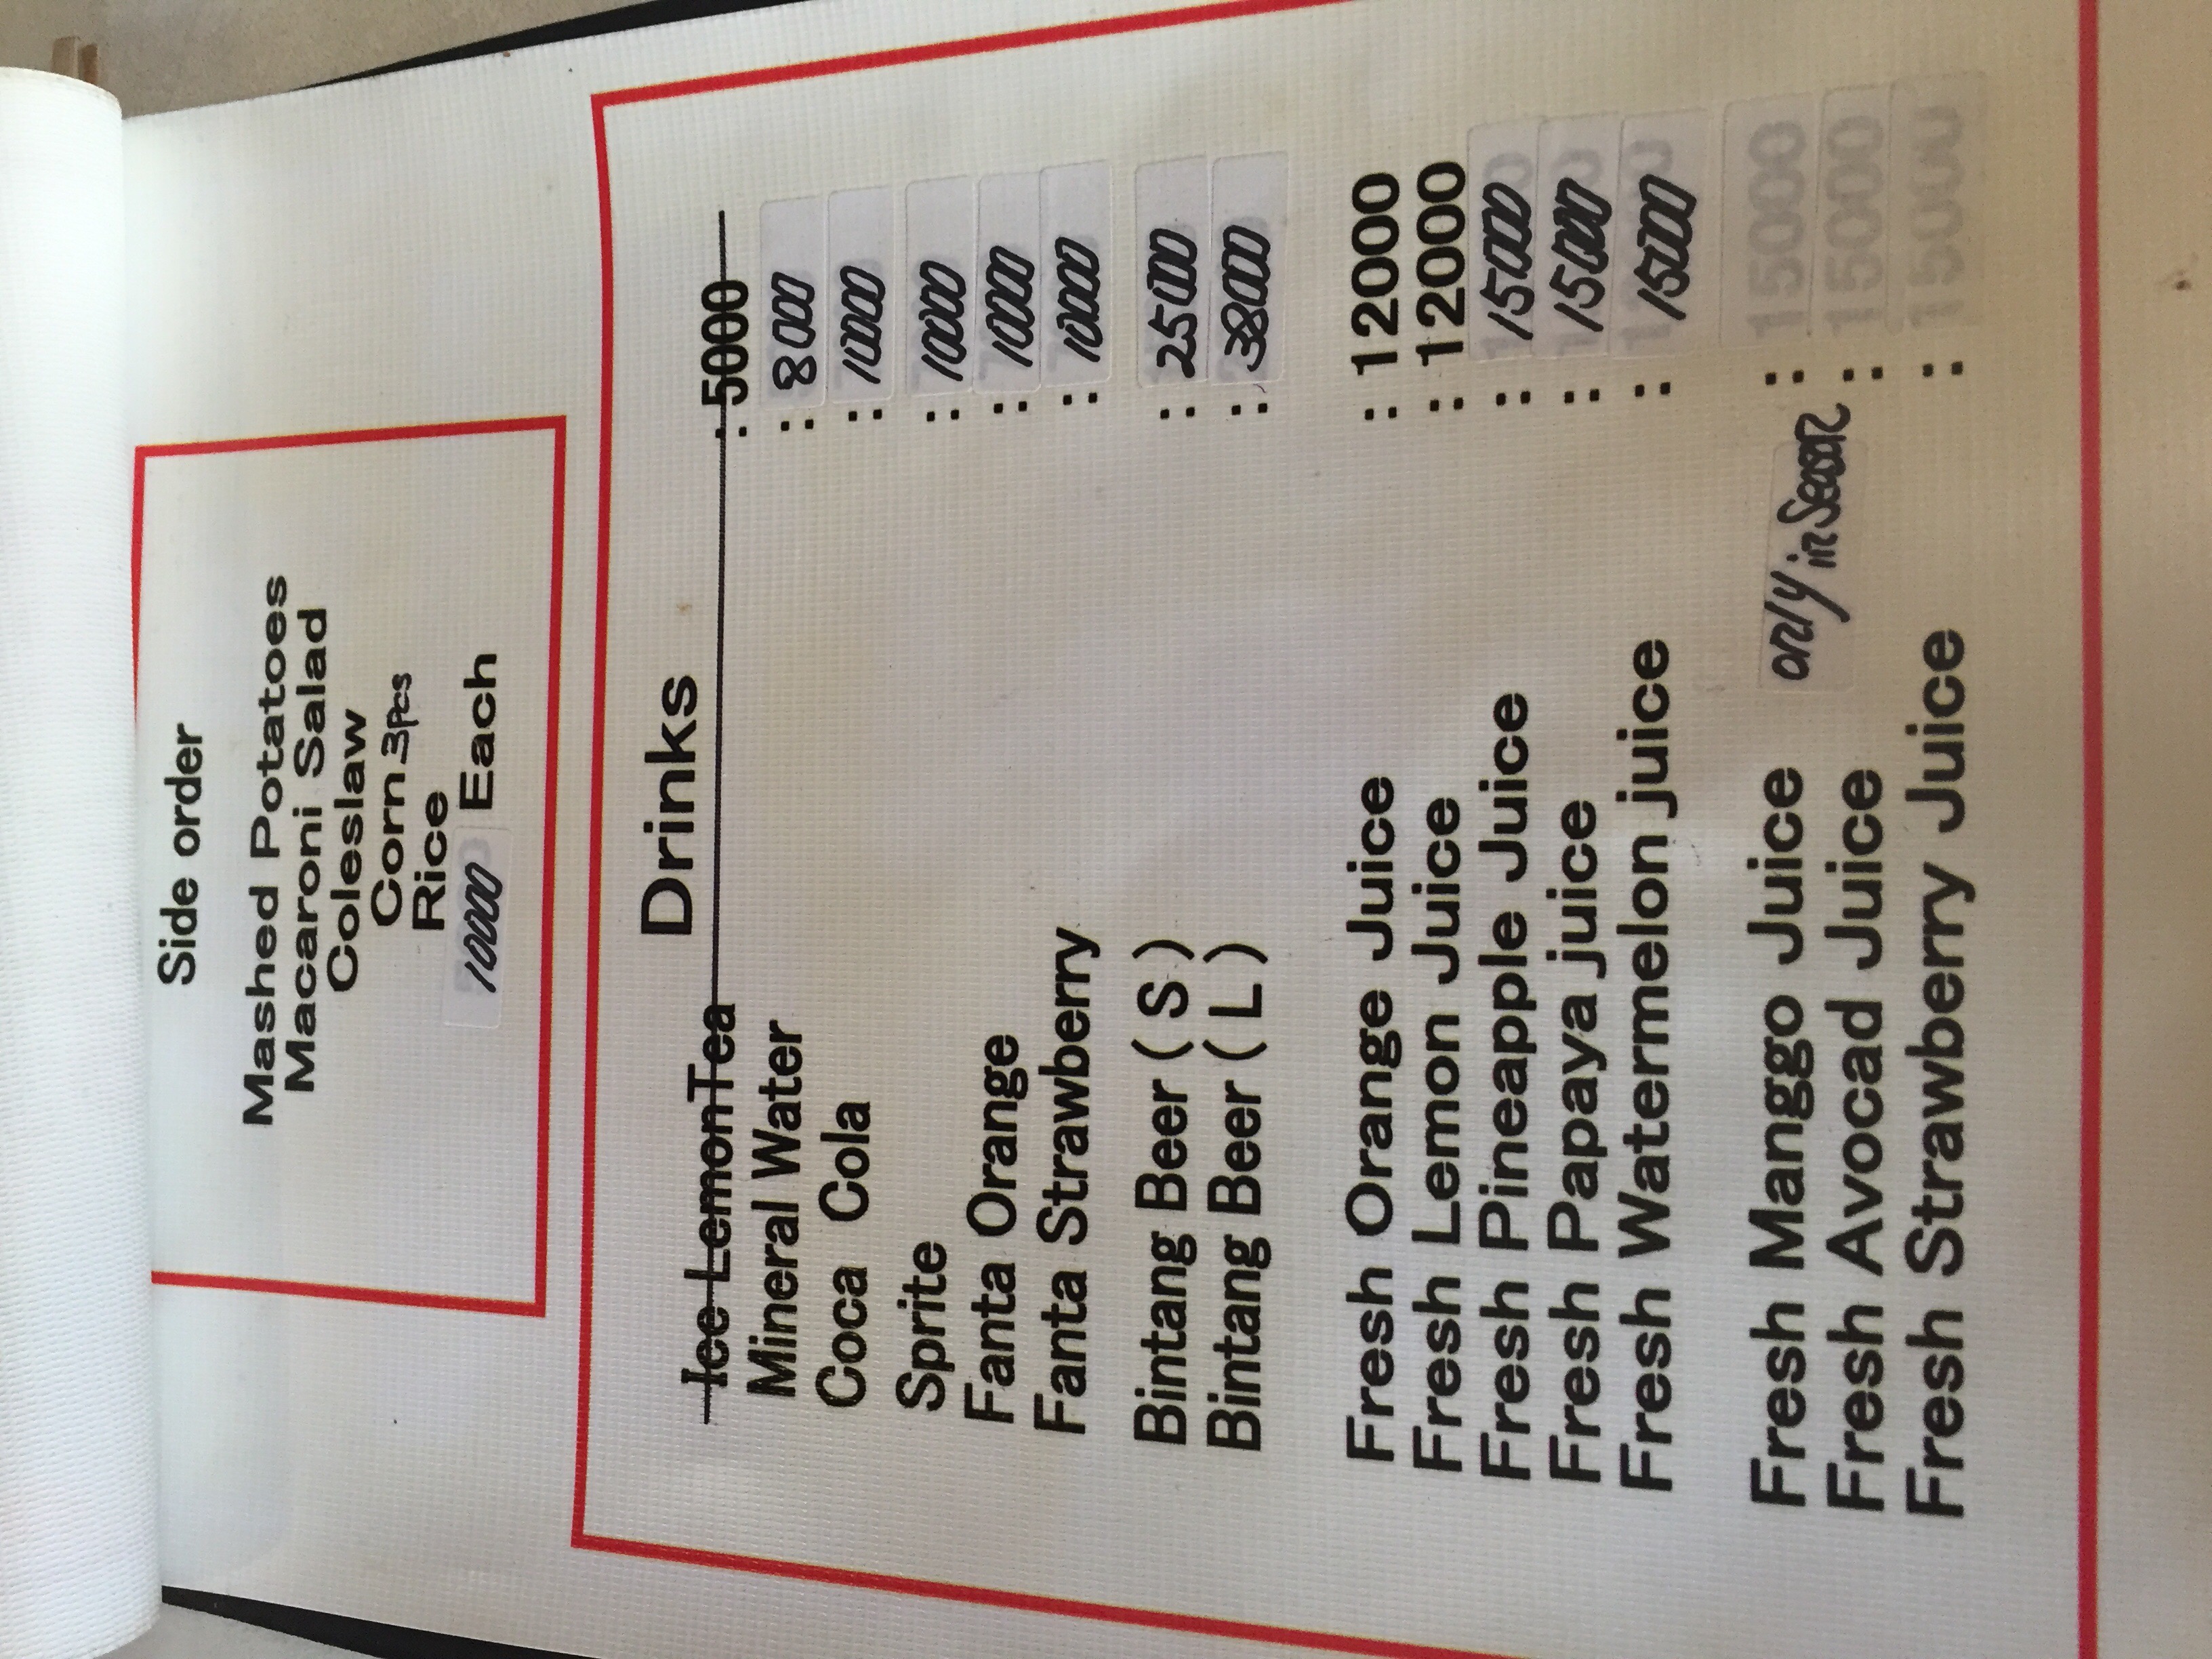 Side order
Mashed Potatoes
Macaroni Salad
Coleslaw
Corn 3pcs
Rice
10000 Each
Drinks
Ice LemonTea : 5000
Mineral Water : 8000
Coca Cola : 10000
Sprite : 10000
Fanta Orange : 10000
Fanta Strawberry : 10000
Bintang Beer ( S ) : 25000
Bintang Beer ( L ) : 38000
Fresh Orange Juice : 12000
Fresh Lemon Juice : 12000
Fresh Pineapple Juice : 15000
Fresh Papaya juice : 15000
Fresh Watermelon juice : 15000
Fresh Manggo Juice only in Season : 15000
Fresh Avocad Juice : 15000
Fresh Strawberry Juice : 15000